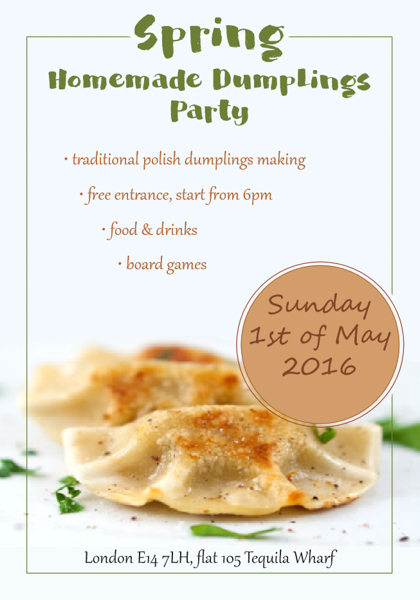 Spring
Homemade Dumplings
Party
• traditional polish dumplings making
• free entrance, start from 6pm
• food & drinks
• board games
Sunday
1st of May
2016
London E14 7LH, flat 105 Tequila Wharf